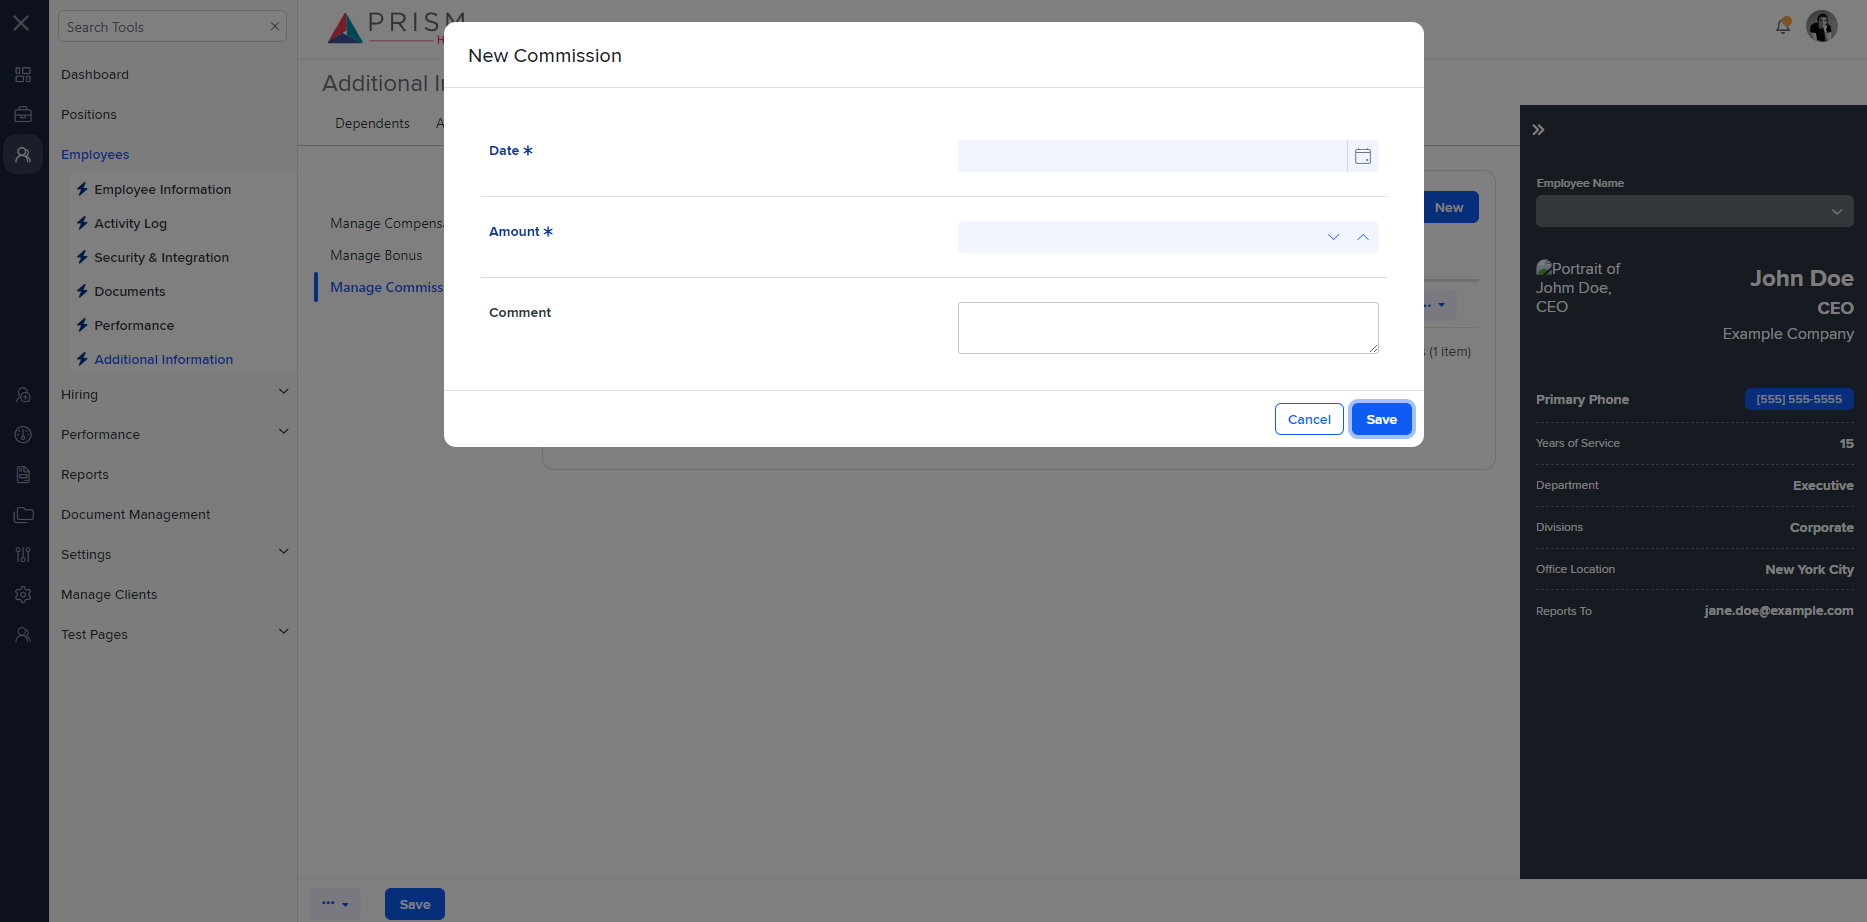 Search Tools
Dashboard
Positions
Employees
Employee Information
Activity Log
Security & Integration
Documents
Performance
Additional Information
Hiring
Performance
Reports
Document Management
Settings
Manage Clients
Test Pages
PRISM
H
Additional
Dependents A
Manage Compens
Manage Bonus
Manage Commiss
New
(1 item)
New Commission
Date *
Amount *
Comment
Cancel
Save
Employee Name
Portrait of
Johm Doe,
CEO
John Doe
CEO
Example Company
Primary Phone [555] 555-5555
Years of Service 15
Department Executive
Divisions Corporate
Office Location New York City
Reports To jane.doe@example.com
Save